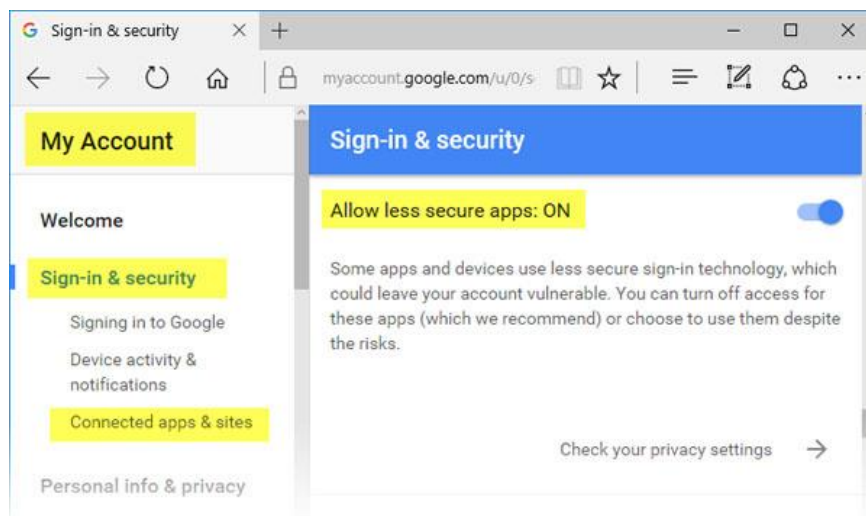 Sign-in & security
myaccount.google.com/u/0/s
My Account
Welcome
Sign-in & security
Signing in to Google
Device activity &
notifications
Connected apps & sites
Personal info & privacy
Sign-in & security
Allow less secure apps: ON
Some apps and devices use less secure sign-in technology, which
could leave your account vulnerable. You can turn off access for
these apps (which we recommend) or choose to use them despite
the risks.
Check your privacy settings